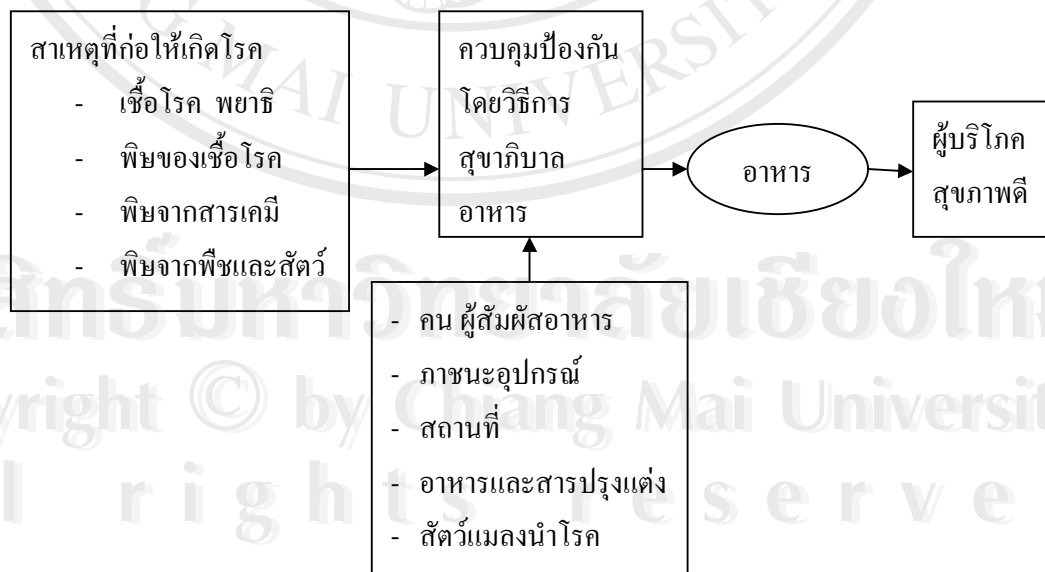 สาเหตุที่ก่อให้เกิดโรค
- เชื้อโรค พยาธิ
- พิษของเชื้อโรค
- พิษจากสารเคมี
- พิษจากพืชและสัตว์
ควบคุมป้องกัน
โดยวิธีการ
สุขาภิบาล
อาหาร
อาหาร
ผู้บริโภค
สุขภาพดี
- คน ผู้สัมผัสอาหาร
- ภาชนะอุปกรณ์
- สถานที่
- อาหารและสารปรุงแต่ง
- สัตว์แมลงนำโรค
G MAI UNIVERSIT
สิทธิ์มหาวิทยาลัยเชียงให
yright © by Chiang Mai Universit
l rights reserve